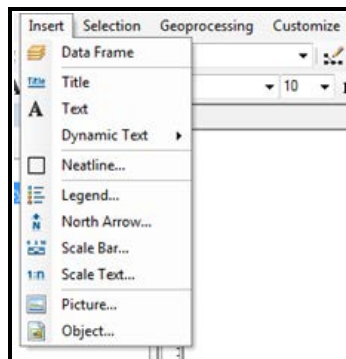 Insert Selection Geoprocessing Customize
Data Frame
Title Title
10
A Text
Dynamic Text
Neatline...
Legend...
N North Arrow...
Scale Bar...
1:n Scale Text...
Picture...
Object...